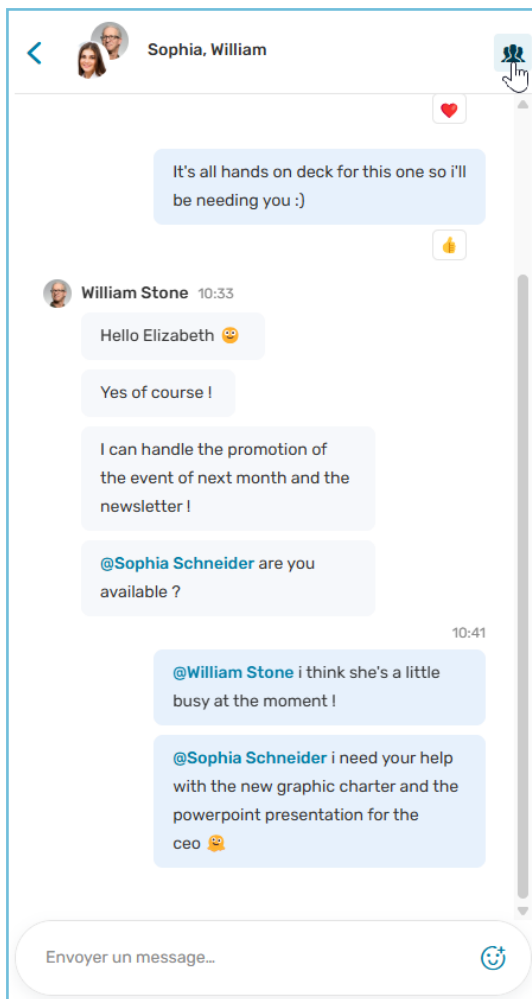 Sophia, William
It's all hands on deck for this one so i'll
be needing you :)
William Stone 10:33
Hello Elizabeth
Yes of course !
I can handle the promotion of
the event of next month and the
newsletter !
@Sophia Schneider are you
available ?
10:41
@William Stone i think she's a little
busy at the moment !
@Sophia Schneider i need your help
with the new graphic charter and the
powerpoint presentation for the
ceo
Envoyer un message...